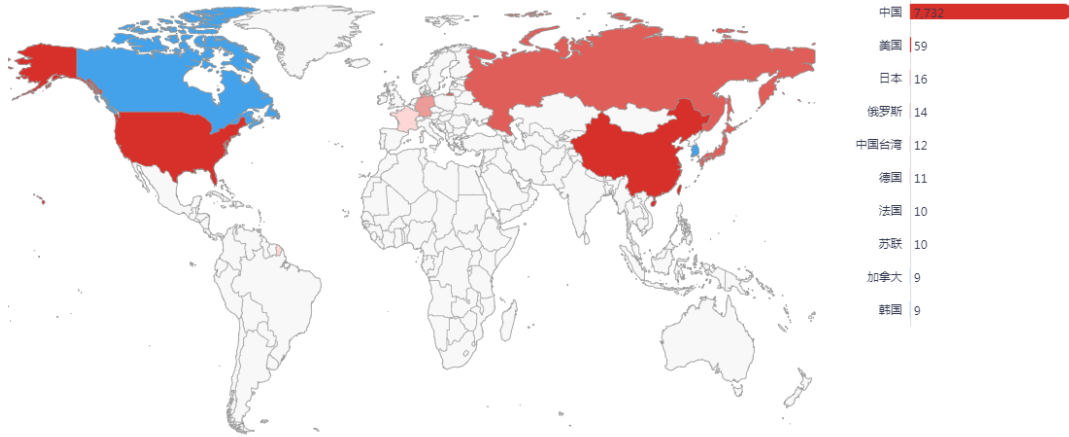 中国 7,732
美国 59
日本 16
俄罗斯 14
中国台湾 12
德国 11
法国 10
苏联 10
加拿大 9
韩国 9